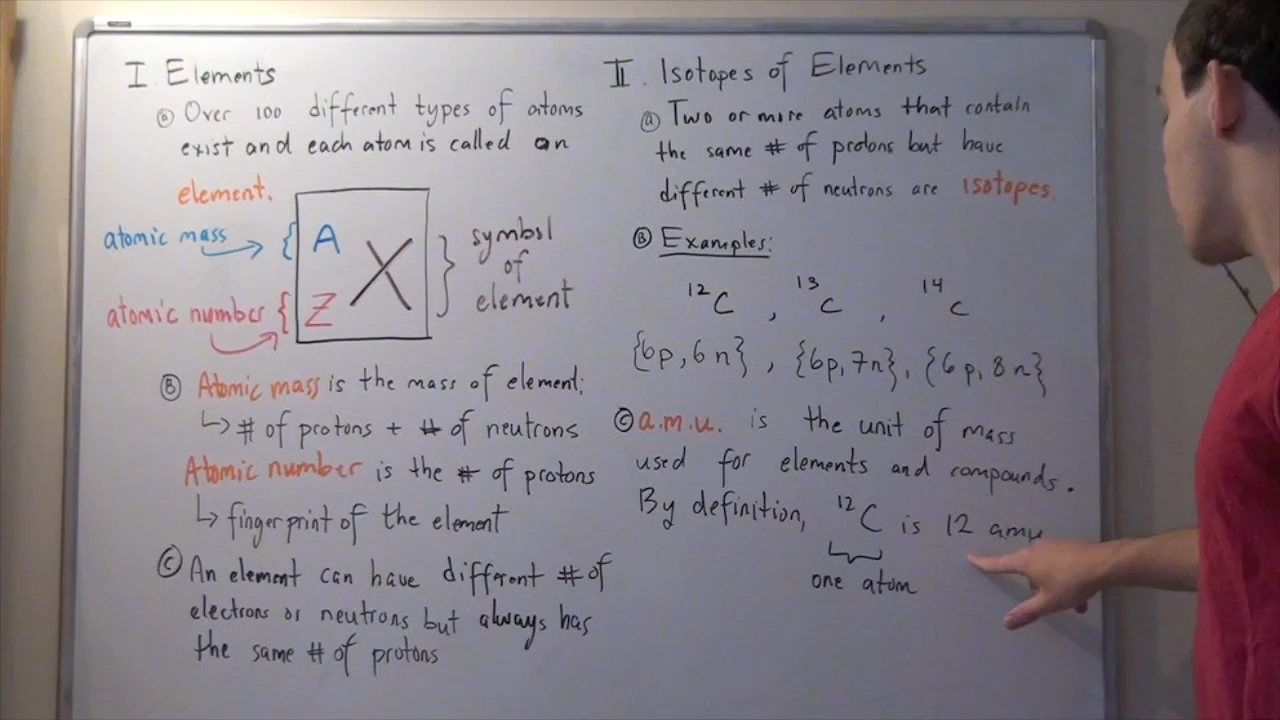 I. Elements
Ⓐ Over 100 different types of atoms
exist and each atom is called an
element.
atomic mass { A
X } symbol
of
element
atomic number { Z
Ⓑ Atomic mass is the mass of element:
↳ # of protons + # of neutrons
Atomic number is the # of protons
↳ fingerprint of the element
Ⓒ An element can have different # of
electrons or neutrons but always has
the same # of protons
II. Isotopes of Elements
Ⓐ Two or more atoms that contain
the same # of protons but have
different # of neutrons are isotopes.
Ⓑ Examples:
¹²C , ¹³C , ¹⁴C
{6p, 6n} , {6p, 7n}, {6p, 8n}
Ⓒ a.m.u. is the unit of mass
used for elements and compounds.
By definition, ¹²C is 12 amu
one atom